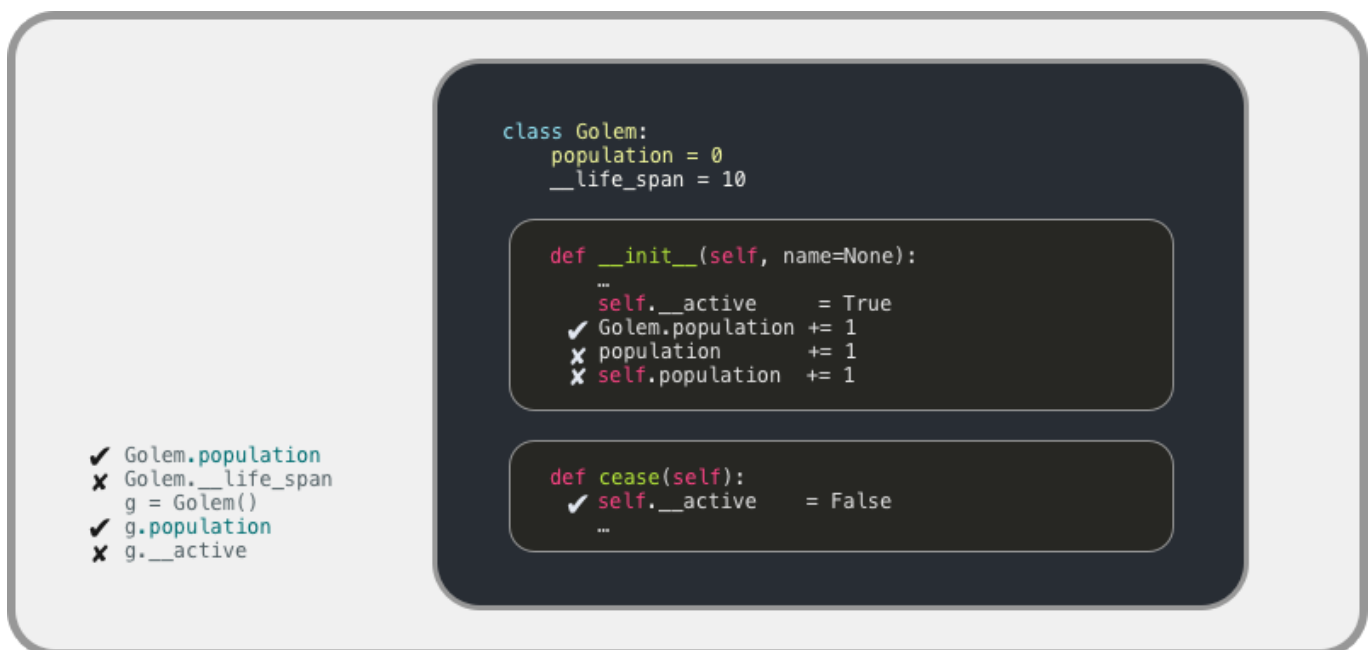 class Golem:
population = 0
__life_span = 10
def __init__(self, name=None):
…
self.__active = True
✔ Golem.population += 1
✘ population += 1
✘ self.population += 1
def cease(self):
✔ self.__active = False
…
✔ Golem.population
✘ Golem.__life_span
g = Golem()
✔ g.population
✘ g.__active